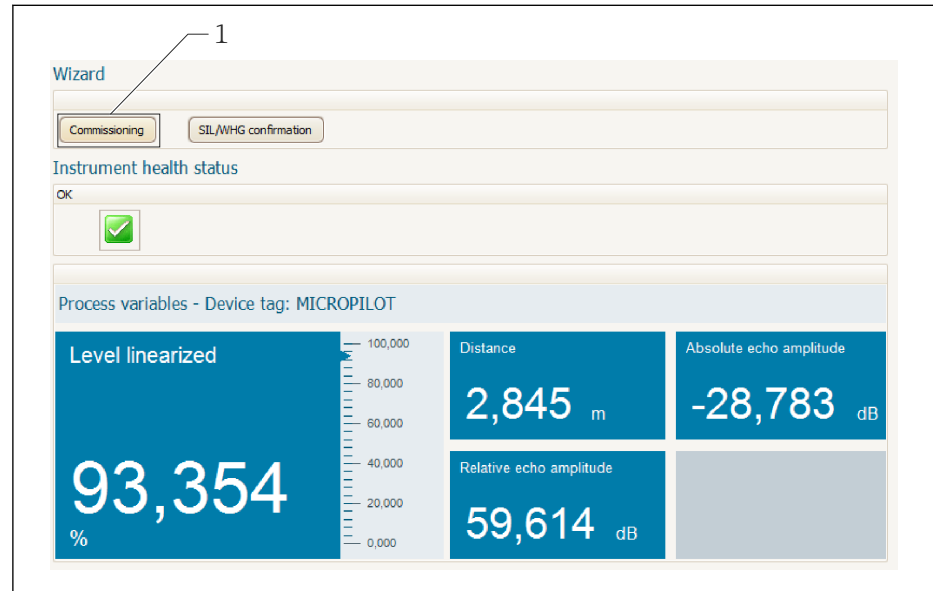 1
Wizard
Commissioning
SIL/WHG confirmation
Instrument health status
OK
Process variables - Device tag: MICROPILOT
Level linearized
93,354
%
100,000
80,000
60,000
40,000
20,000
0,000
Distance
2,845 m
Absolute echo amplitude
-28,783 dB
Relative echo amplitude
59,614 dB